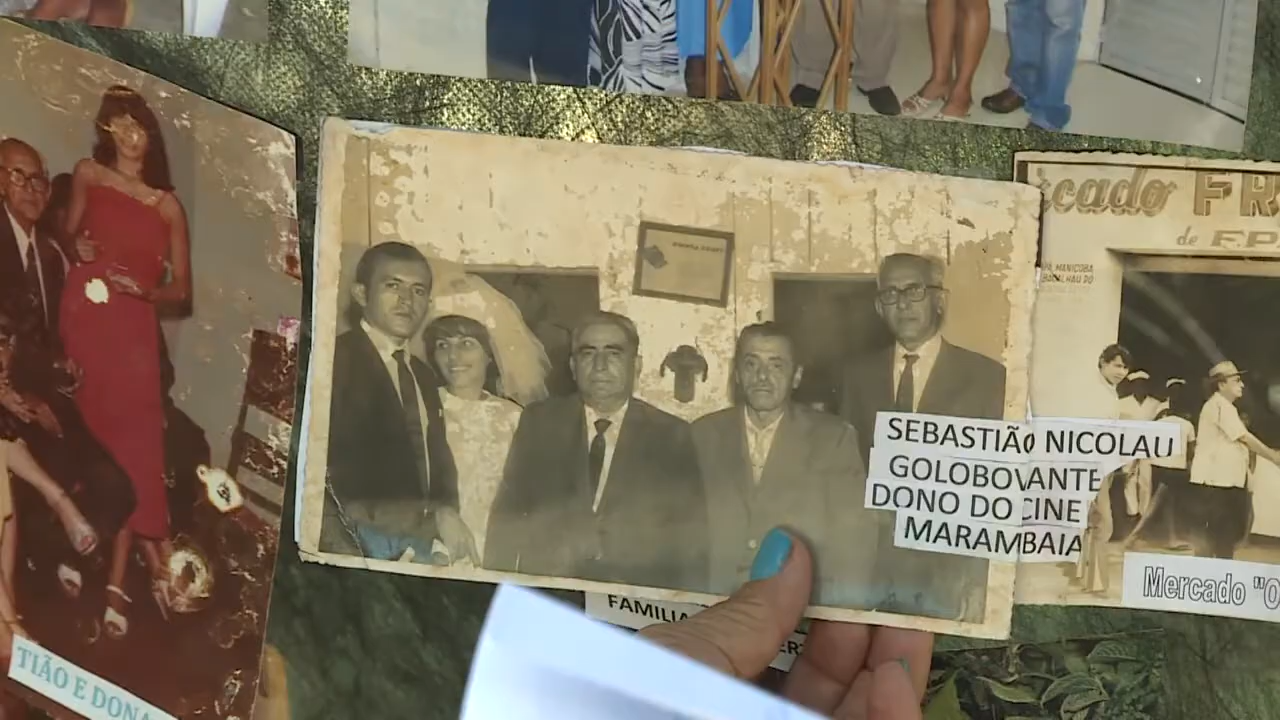 cado FR
de
SEBASTIÃO NICOLAU
GOLOBOVANTE
DONO DO CINE
MARAMBAIA
Mercado "O
FAMILIA
TIÃO E DONA